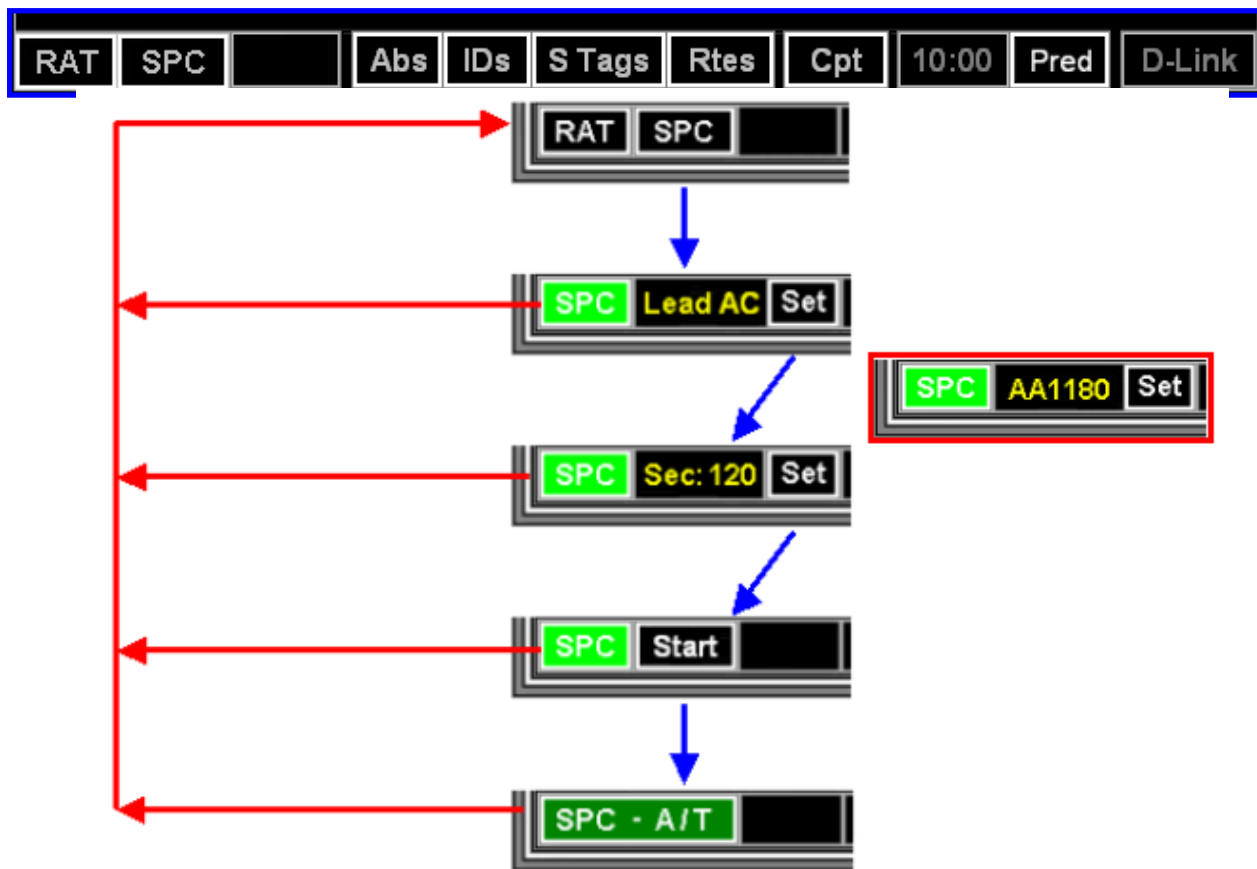 RAT SPC Abs IDs S Tags Rtes Cpt 10:00 Pred D-Link
RAT SPC
SPC Lead AC Set
SPC AA1180 Set
SPC Sec: 120 Set
SPC Start
SPC - A/T